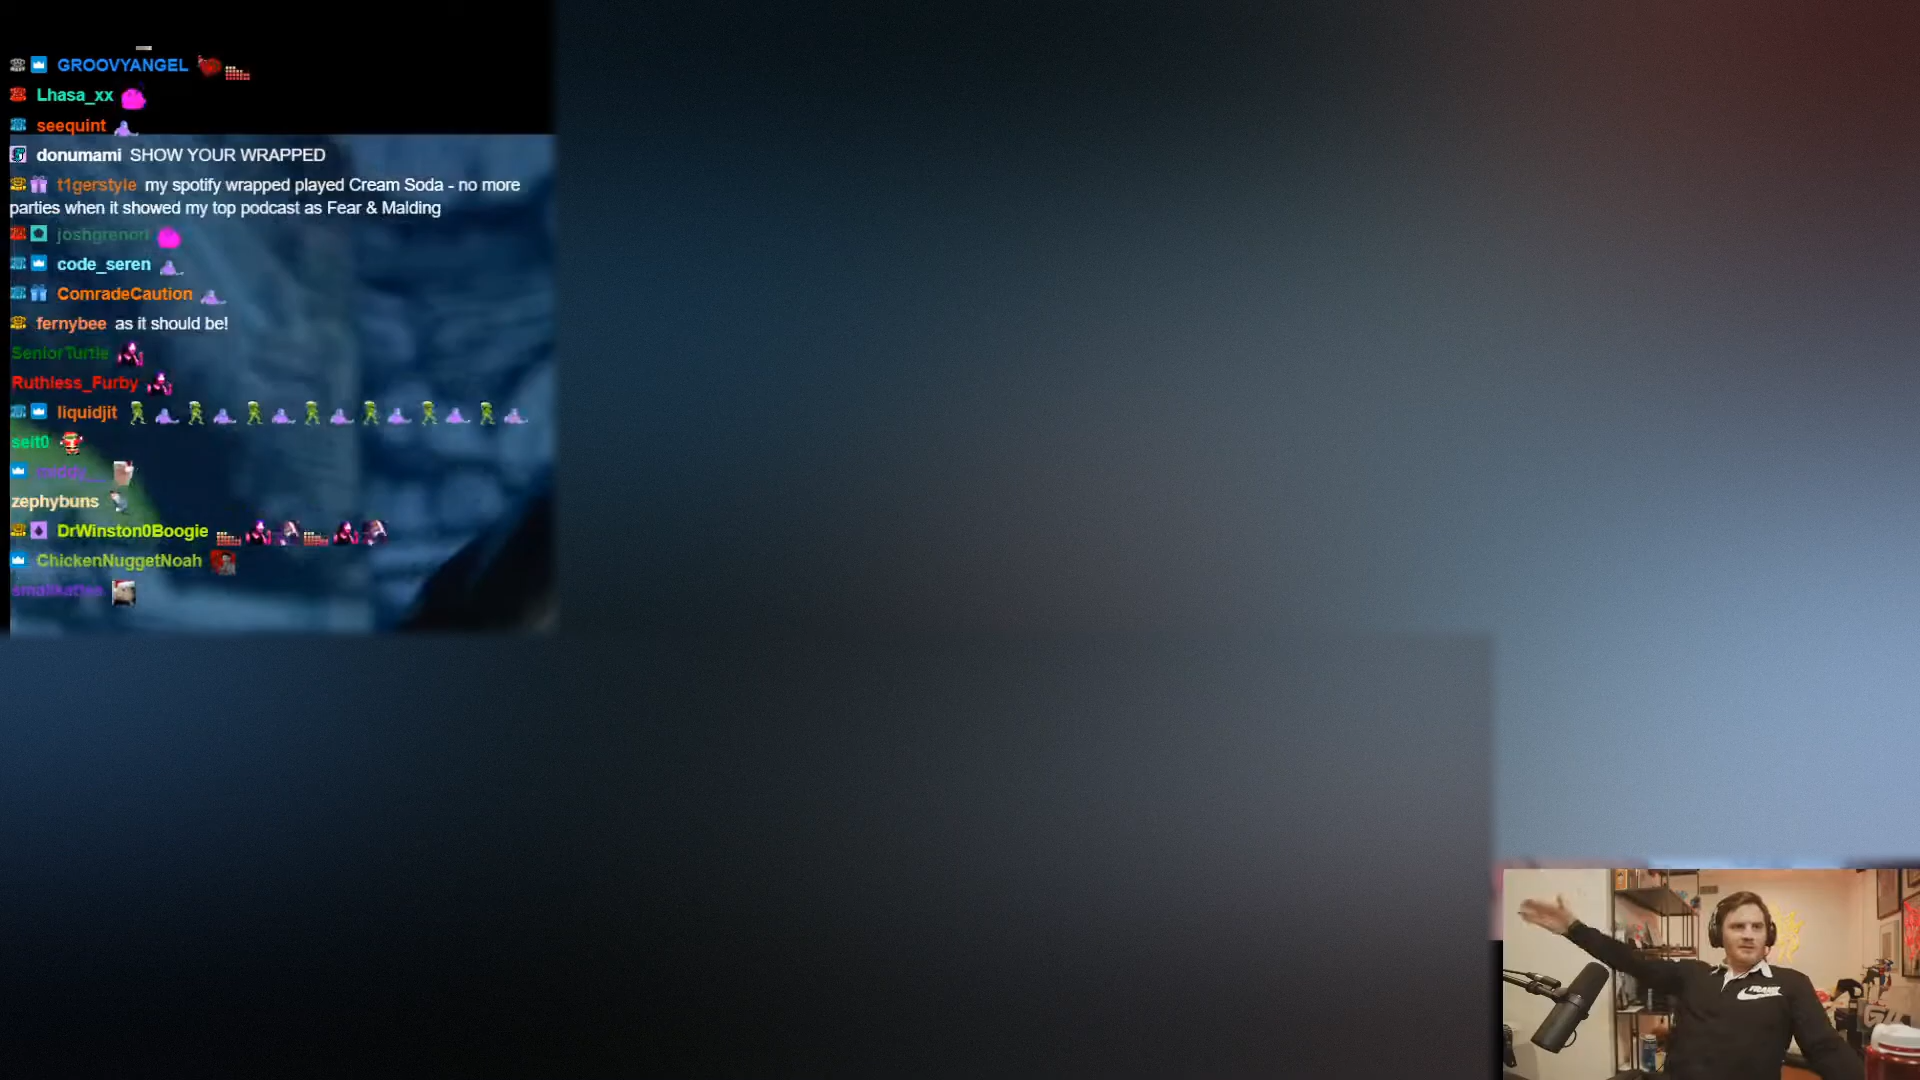 GROOVYANGEL
Lhasa_xx
seequint
donumami SHOW YOUR WRAPPED
t1gerstyle my spotify wrapped played Cream Soda - no more
parties when it showed my top podcast as Fear & Malding
joshgrenon
code_seren
ComradeCaution
fernybee as it should be!
SeniorTurtle
Ruthless_Furby
liquidjit
seit0
zephybuns
DrWinston0Boogie
ChickenNuggetNoah
FRANK